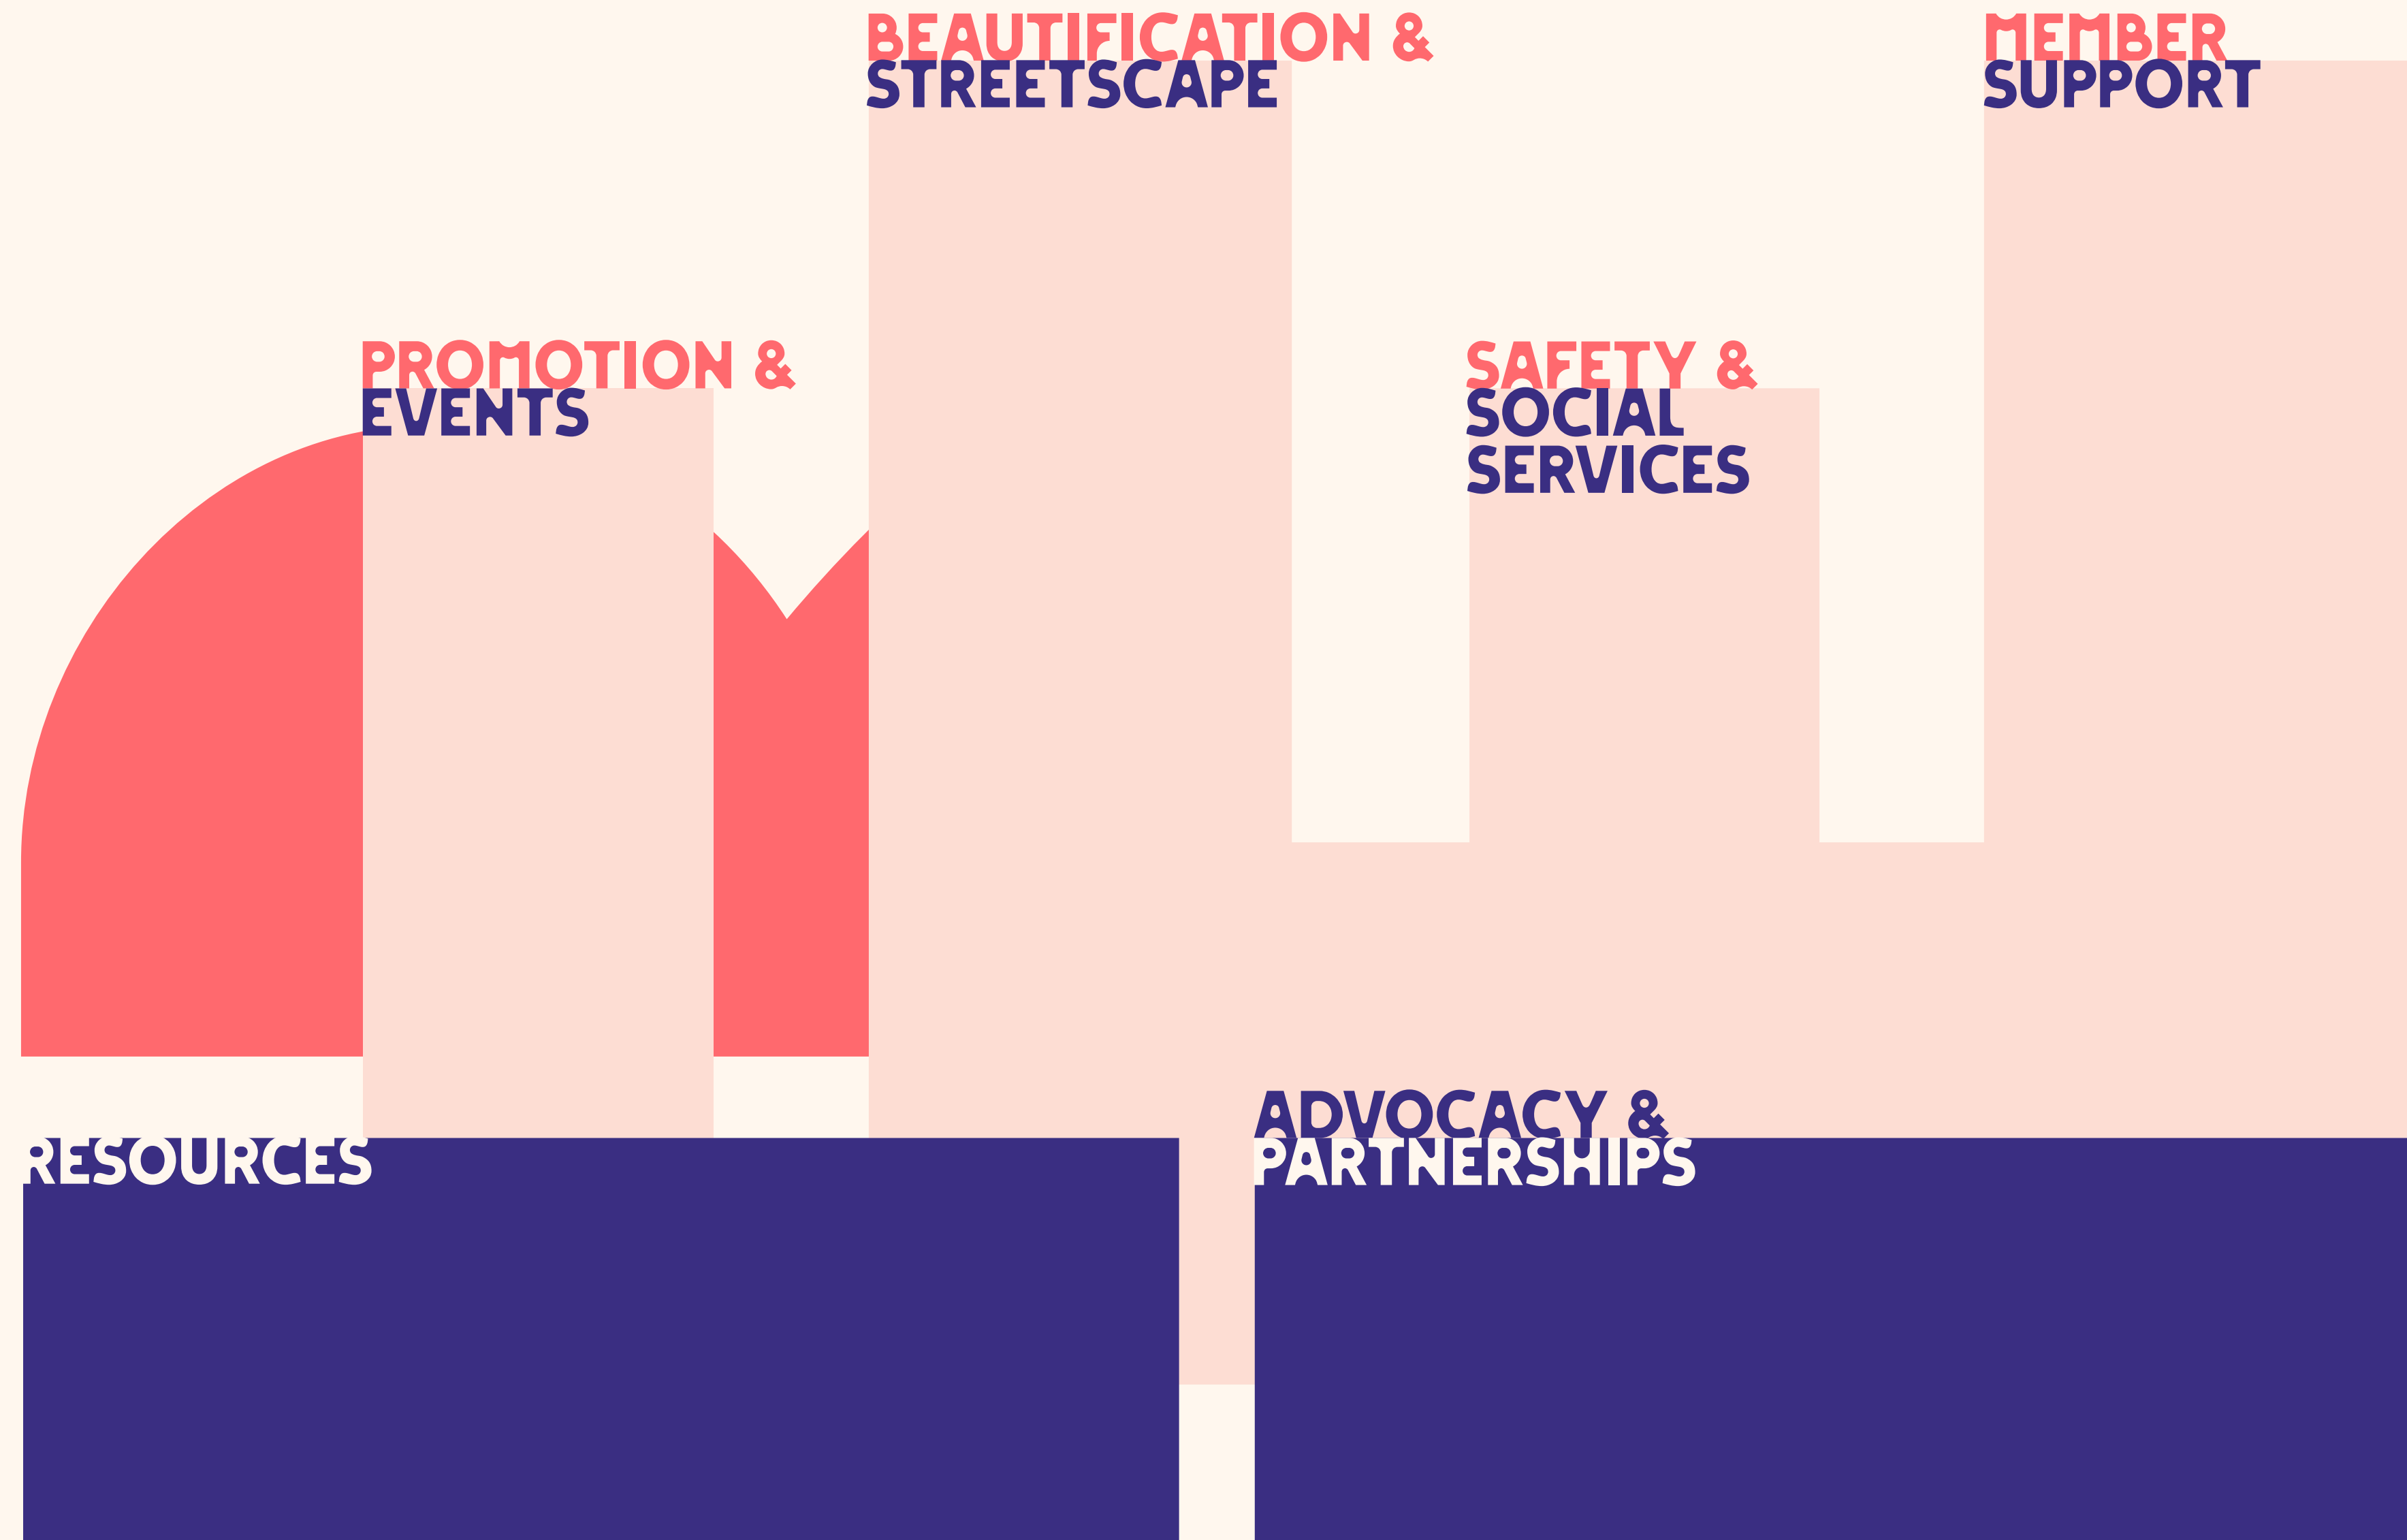 BEAUTIFICATION &
STREETSCAPE
MEMBER
SUPPORT
PROMOTION &
EVENTS
SAFETY &
SOCIAL
SERVICES
RESOURCES
ADVOCACY &
PARTNERSHIPS